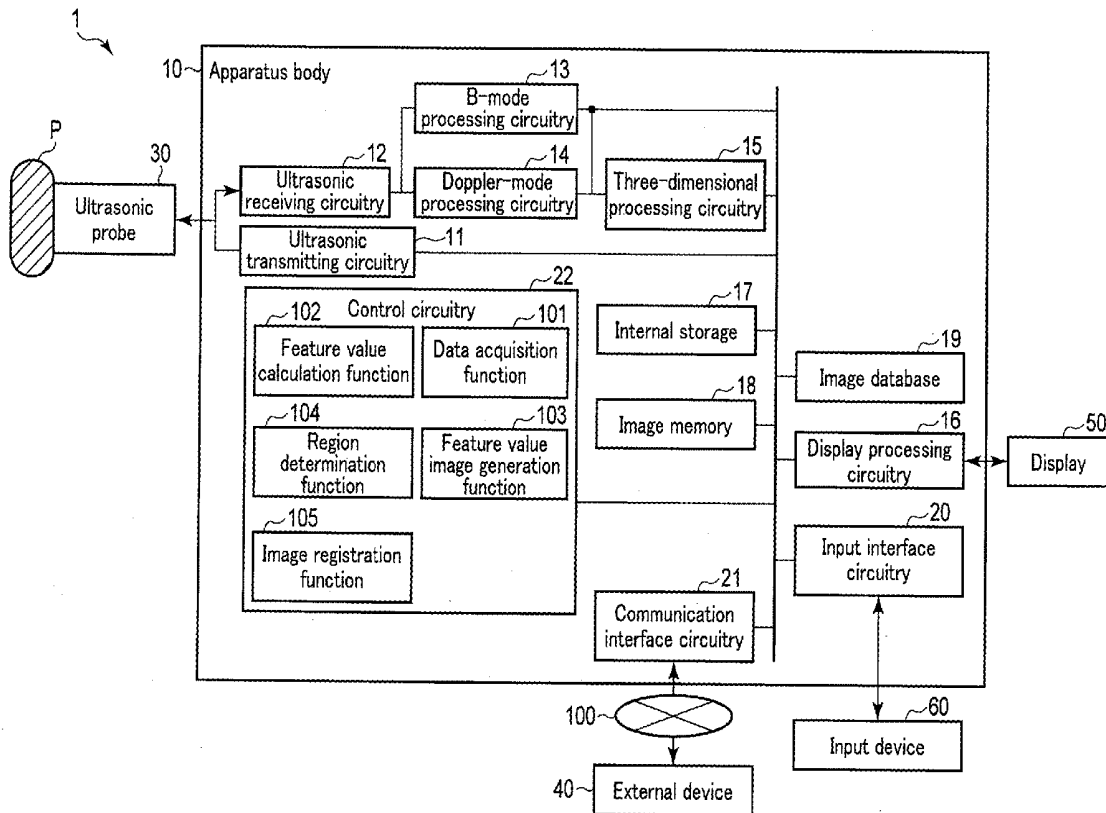 1
10
Apparatus body
13
B-mode
processing circuitry
P
30
12
14
15
Ultrasonic
probe
Ultrasonic
receiving circuitry
Doppler-mode
processing circuitry
Three-dimensional
processing circuitry
11
Ultrasonic
transmitting circuitry
22
Control circuitry
102
101
Feature value
calculation function
Data acquisition
function
17
Internal storage
19
Image database
104
103
Region
determination
function
Feature value
image generation
function
18
Image memory
16
Display processing
circuitry
50
Display
105
Image registration
function
20
Input interface
circuitry
21
Communication
interface circuitry
100
60
Input device
40
External device